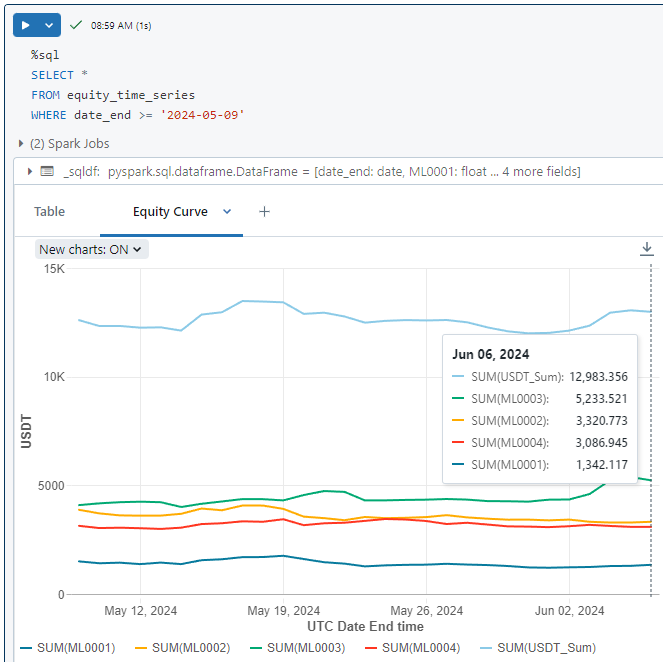 08:59 AM (1s)
%sql
SELECT *
FROM equity_time_series
WHERE date_end >= '2024-05-09'
(2) Spark Jobs
_sqldf: pyspark.sql.dataframe.DataFrame = [date_end: date, ML0001: float ... 4 more fields]
Table Equity Curve +
New charts: ON
15K
10K
5000
0
USDT
Jun 06, 2024
SUM(USDT_Sum): 12,983.356
SUM(ML0003): 5,233.521
SUM(ML0002): 3,320.773
SUM(ML0004): 3,086.945
SUM(ML0001): 1,342.117
May 12, 2024 May 19, 2024 May 26, 2024 Jun 02, 2024
UTC Date End time
SUM(ML0001) SUM(ML0002) SUM(ML0003) SUM(ML0004) SUM(USDT_Sum)